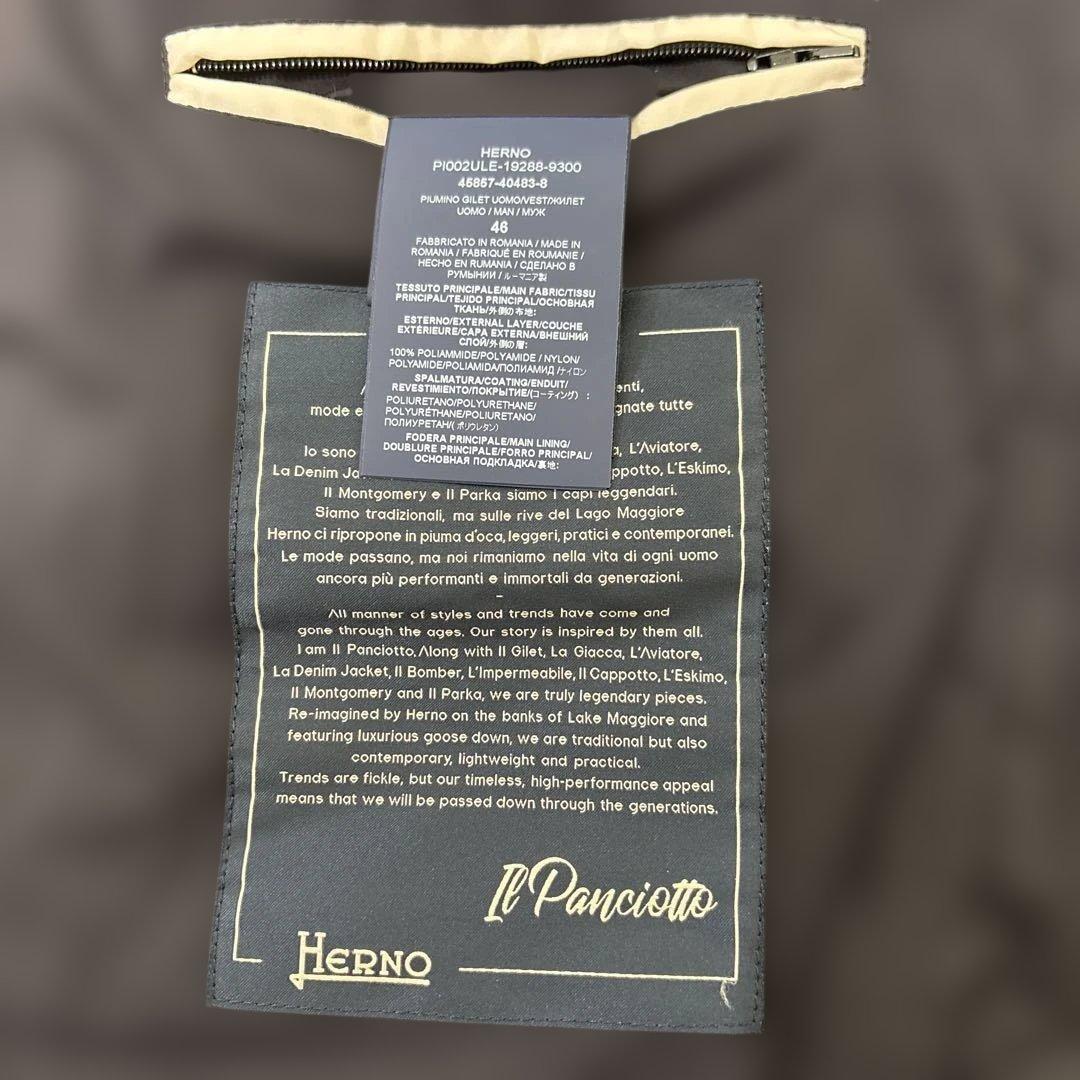 HERNO
PI002ULE-19288-9300
45857-40483-8
PIUMINO GILET UOMO/VEST/ЖИЛЕТ
UOMO / MAN / МУЖ
46
FABBRICATO IN ROMANIA / MADE IN
ROMANIA / FABRIQUÉ EN ROUMANIE /
HECHO EN RUMANIA / СДЕЛАНО В
РУМЫНИИ / ルーマニア製
TESSUTO PRINCIPALE/MAIN FABRIC/TISSU
PRINCIPAL/TEJIDO PRINCIPAL/ОСНОВНАЯ
ТКАНЬ/外側の布地:
ESTERNO/EXTERNAL LAYER/COUCHE
EXTÉRIEURE/CAPA EXTERNA/ВНЕШНИЙ
СЛОЙ/外側の層:
100% POLIAMMIDE/POLYAMIDE / NYLON/
POLYAMIDE/POLIAMIDA/ПОЛИАМИД /ナイロン
SPALMATURA/COATING/ENDUIT/
REVESTIMIENTO/ПОКРЫТИЕ/(コーティング) :
POLIURETANO/POLYURETHANE/
POLYURÉTHANE/POLIURETANO/
ПОЛИУРЕТАН/(ポリウレタン)
FODERA PRINCIPALE/MAIN LINING/
DOUBLURE PRINCIPALE/FORRO PRINCIPAL/
ОСНОВНАЯ ПОДКЛАДКА/裏地:
mode
Io sono L'Aviatore,
La Denim L'Eskimo,
Il Montgomery e Il Parka siamo i capi leggendari.
Siamo tradizionali, ma sulle rive del Lago Maggiore
Herno ci ripropone in piuma d'oca, leggeri, pratici e contemporanei.
Le mode passano, ma noi rimaniamo nella vita di ogni uomo
ancora più performanti e immortali da generazioni.
–
All manner of styles and trends have come and
gone through the ages. Our story is inspired by them all.
I am Il Panciotto. Along with Il Gilet, La Giacca, L'Aviatore,
La Denim Jacket, Il Bomber, L'Impermeabile, Il Cappotto, L'Eskimo,
Il Montgomery and Il Parka, we are truly legendary pieces.
Re-imagined by Herno on the banks of Lake Maggiore and
featuring luxurious goose down, we are traditional but also
contemporary, lightweight and practical.
Trends are fickle, but our timeless, high-performance appeal
means that we will be passed down through the generations.
Il Panciotto
HERNO